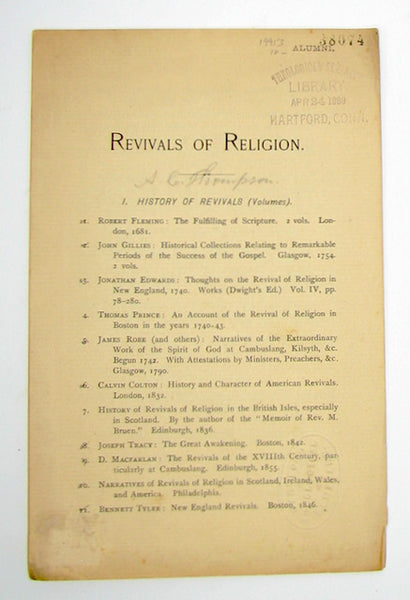 38074
ALUMNI.
THEOLOGICAL SEM.
LIBRARY
APR 24 1899
HARTFORD, CONN.
REVIVALS OF RELIGION.
A. C. Thompson.
I. HISTORY OF REVIVALS (Volumes).
1. ROBERT FLEMING: The Fulfilling of Scripture. 2 vols. Lon-
don, 1681.
2. JOHN GILLIES: Historical Collections Relating to Remarkable
Periods of the Success of the Gospel. Glasgow, 1754.
2 vols.
3. JONATHAN EDWARDS: Thoughts on the Revival of Religion in
New England, 1740. Works (Dwight's Ed.) Vol. IV, pp.
78-280.
4. THOMAS PRINCE: An Account of the Revival of Religion in
Boston in the years 1740-43.
5. JAMES ROBE (and others): Narratives of the Extraordinary
Work of the Spirit of God at Cambuslang, Kilsyth, &c.
Begun 1742. With Attestations by Ministers, Preachers, &c.
Glasgow, 1790.
6. CALVIN COLTON: History and Character of American Revivals.
London, 1832.
7. HISTORY of Revivals of Religion in the British Isles, especially
in Scotland. By the author of the "Memoir of Rev. M.
Bruen." Edinburgh, 1836.
8. JOSEPH TRACY: The Great Awakening. Boston, 1842.
9. D. MACFARLAN: The Revivals of the XVIIIth Century, par-
ticularly at Cambuslang. Edinburgh, 1855.
10. NARRATIVES of Revivals of Religion in Scotland, Ireland, Wales,
and America. Philadelphia.
11. BENNETT TYLER: New England Revivals. Boston, 1846.